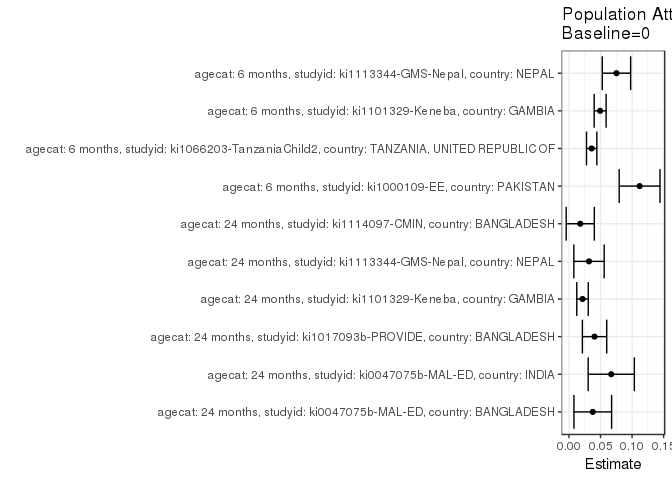 Population Att
Baseline=0
agecat: 6 months, studyid: ki1113344-GMS-Nepal, country: NEPAL
agecat: 6 months, studyid: ki1101329-Keneba, country: GAMBIA
agecat: 6 months, studyid: ki1066203-TanzaniaChild2, country: TANZANIA, UNITED REPUBLIC OF
agecat: 6 months, studyid: ki1000109-EE, country: PAKISTAN
agecat: 24 months, studyid: ki1114097-CMIN, country: BANGLADESH
agecat: 24 months, studyid: ki1113344-GMS-Nepal, country: NEPAL
agecat: 24 months, studyid: ki1101329-Keneba, country: GAMBIA
agecat: 24 months, studyid: ki1017093b-PROVIDE, country: BANGLADESH
agecat: 24 months, studyid: ki0047075b-MAL-ED, country: INDIA
agecat: 24 months, studyid: ki0047075b-MAL-ED, country: BANGLADESH
0.00 0.05 0.10 0.15
Estimate